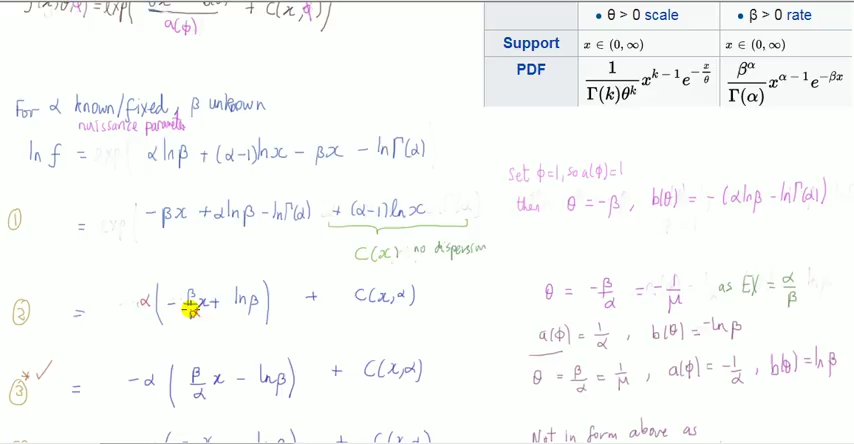 f(x;θ,φ) = exp( θx - b(θ) / a(φ) + C(x,φ) )
• θ > 0 scale
• β > 0 rate
Support
x ∈ (0, ∞)
x ∈ (0, ∞)
PDF
1/(Γ(k)θ^k) x^{k−1} e^{−x/θ}
β^α/Γ(α) x^{α−1} e^{−βx}
For α known/fixed, β unknown
nuissance parameter
ln f = α ln β + (α-1) ln x - βx - ln Γ(α)
① = -βx + α ln β - ln Γ(α) + (α-1) ln x
C(x) no dispersion
② = α( -β/α x + ln β ) + C(x,α)
③ * ✓ = -α( β/α x - ln β ) + C(x,α)
set φ=1, so a(φ)=1
then θ = -β, b(θ) = -(α ln β - ln Γ(α))
θ = -β/α = -1/μ as EX = α/β
a(φ) = 1/α, b(θ) = -ln β
θ = β/α = 1/μ, a(φ) = -1/α, b(θ) = ln β
Not in form above as